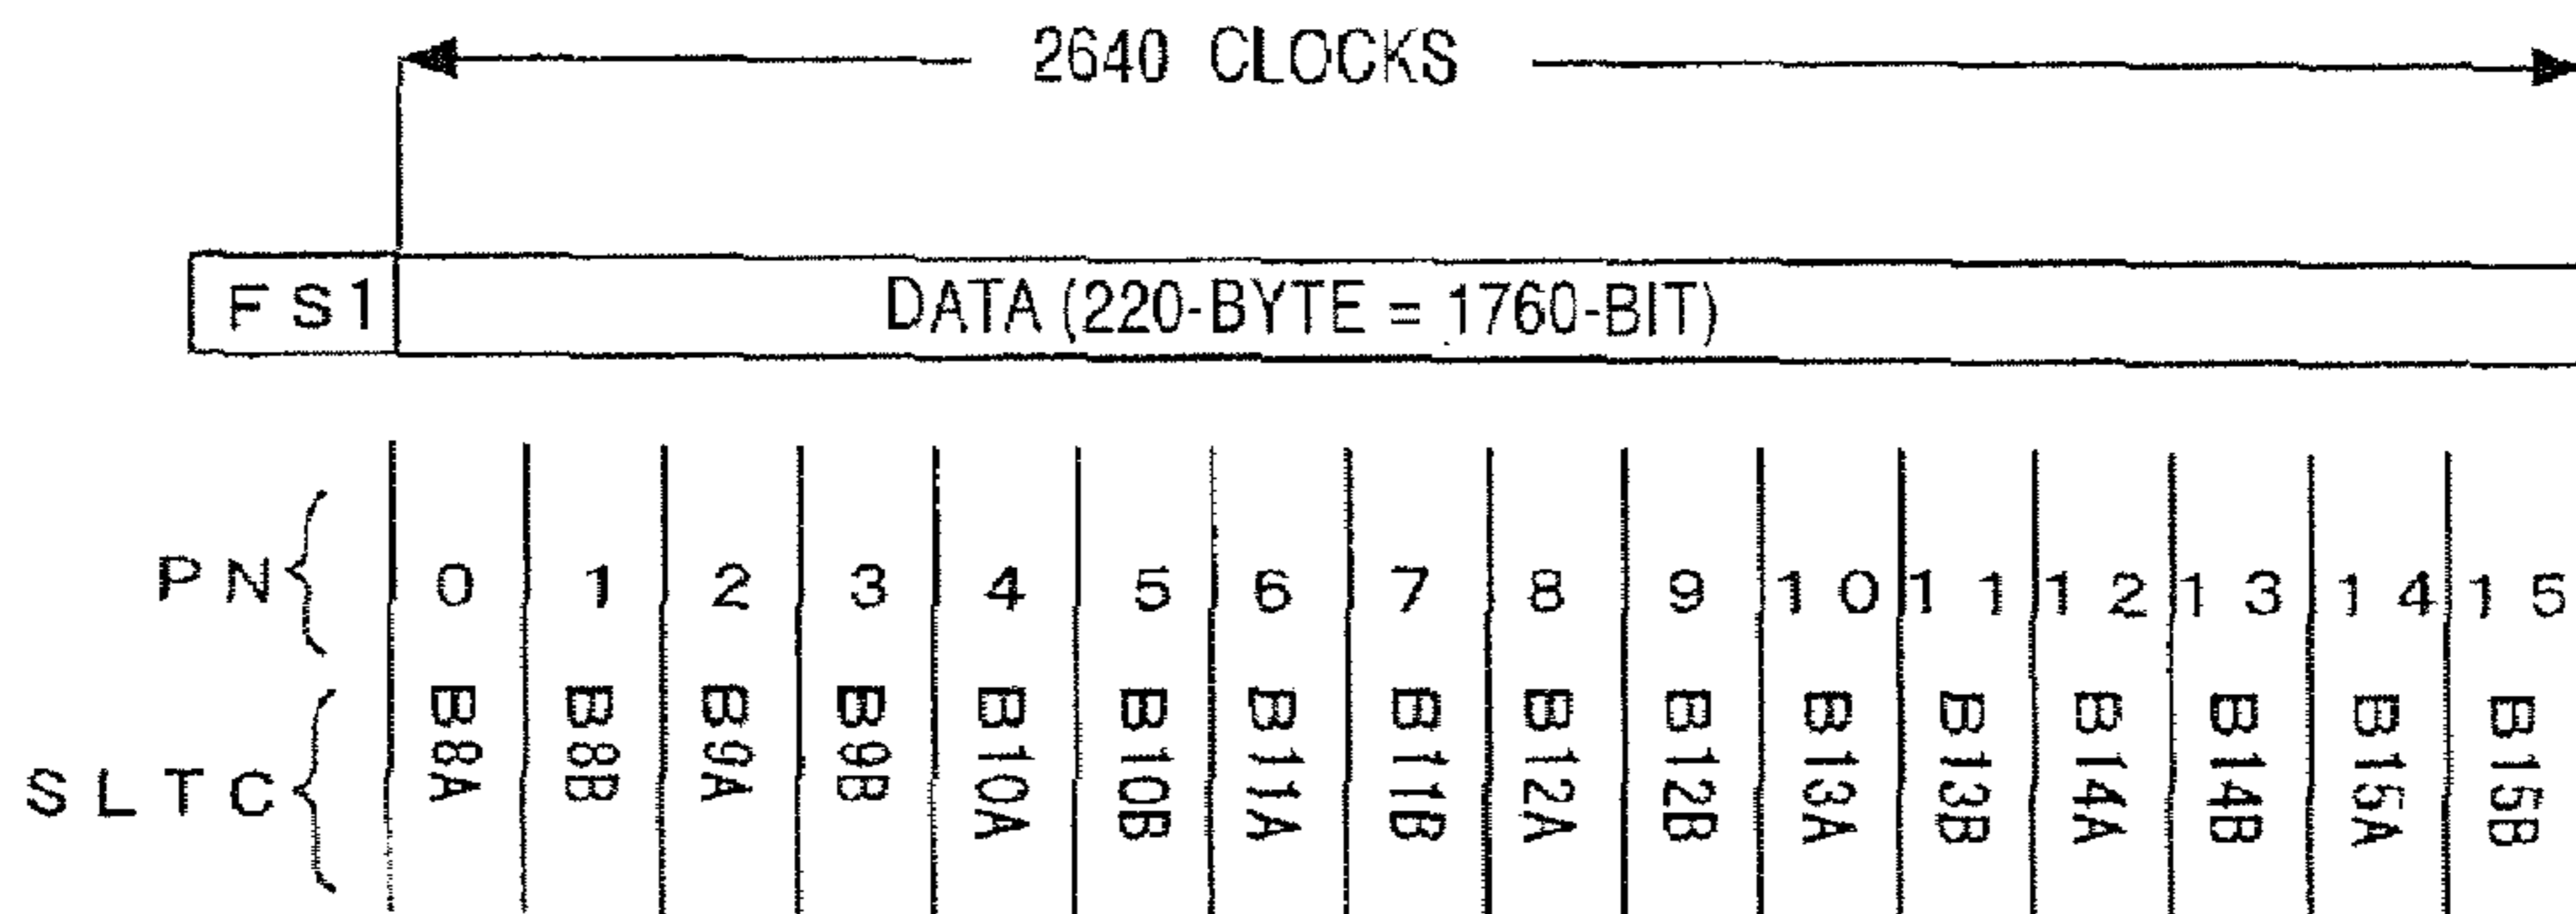 2640 CLOCKS
FS1 DATA (220-BYTE = 1760-BIT)
PN 0 1 2 3 4 5 6 7 8 9 10 11 12 13 14 15
SLTC B8A B8B B9A B9B B10A B10B B11A B11B B12A B12B B13A B13B B14A B14B B15A B15B